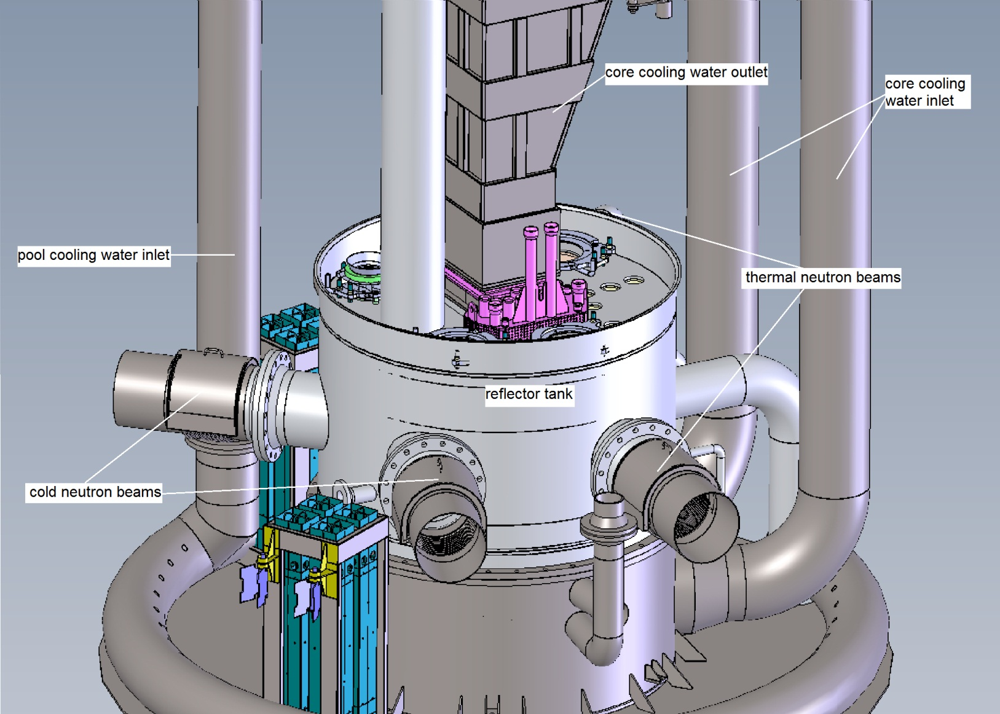 core cooling water outlet
core cooling
water inlet
pool cooling water inlet
thermal neutron beams
reflector tank
cold neutron beams